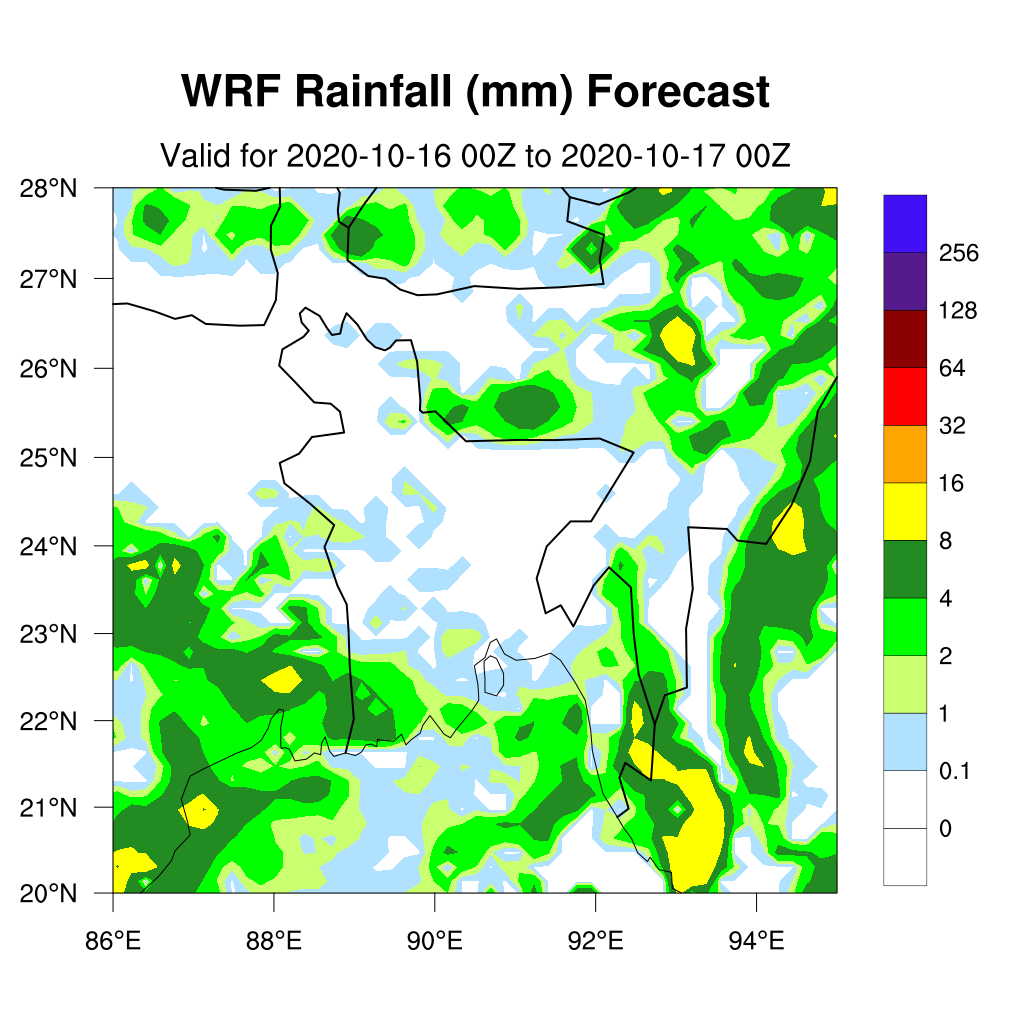 WRF Rainfall (mm) Forecast
Valid for 2020-10-16 00Z to 2020-10-17 00Z
28°N
27°N
26°N
25°N
24°N
23°N
22°N
21°N
20°N
86°E
88°E
90°E
92°E
94°E
256
128
64
32
16
8
4
2
1
0.1
0